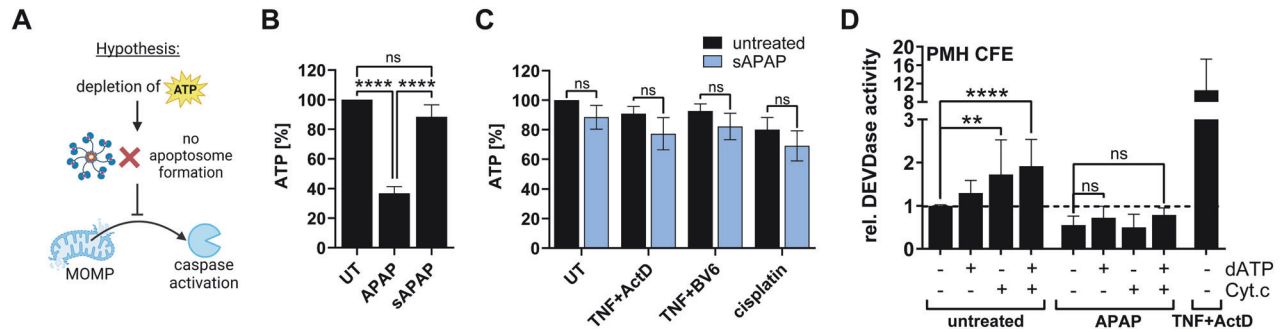 A
Hypothesis:
depletion of ATP
no
apoptosome
formation
MOMP
caspase
activation
B
ns
**** ****
ATP [%]
120
100
80
60
40
20
0
UT
APAP
sAPAP
C
untreated
sAPAP
ns
ns
ns
ns
ATP [%]
120
100
80
60
40
20
0
UT
TNF+ActD
TNF+BV6
cisplatin
D
PMH CFE
rel. DEVDase activity
20
16
12
8
3
2
1
0
****
**
ns
ns
- + - + - + - + - dATP
- - + + - - + + - Cyt.c
untreated APAP TNF+ActD